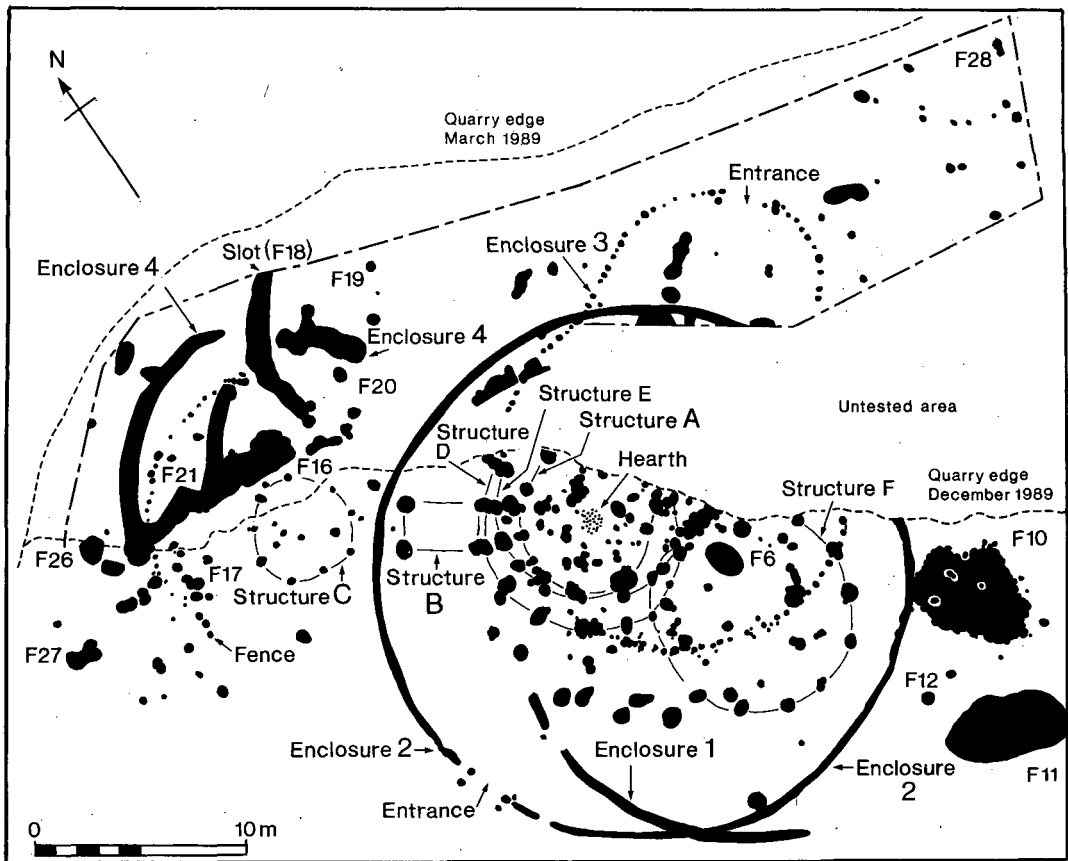 N
Quarry edge
March 1989
F28
Entrance
Slot (F18)
Enclosure 3
Enclosure 4
F19
Enclosure 4
F20
Structure E
Structure A
Untested area
Structure
D
Hearth
F16
F21
Structure F
Quarry edge
December 1989
F10
F26
F6
F17
Structure C
Structure
B
F27
Fence
F12
Enclosure 2
Enclosure 1
Enclosure
2
F11
Entrance
0
10 m